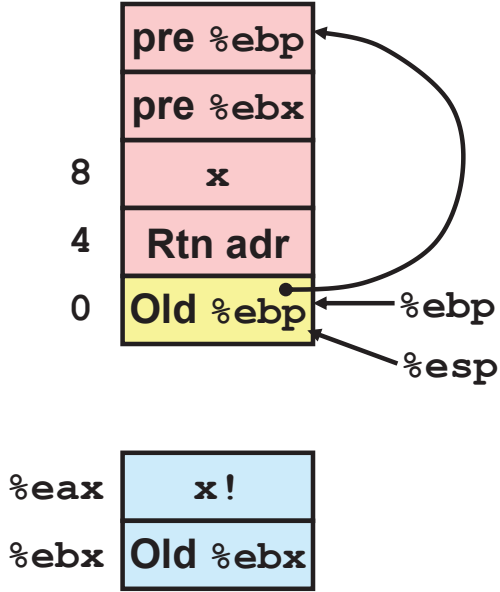 pre %ebp
pre %ebx
8 x
4 Rtn adr
0 Old %ebp %ebp
%esp
%eax x!
%ebx Old %ebx